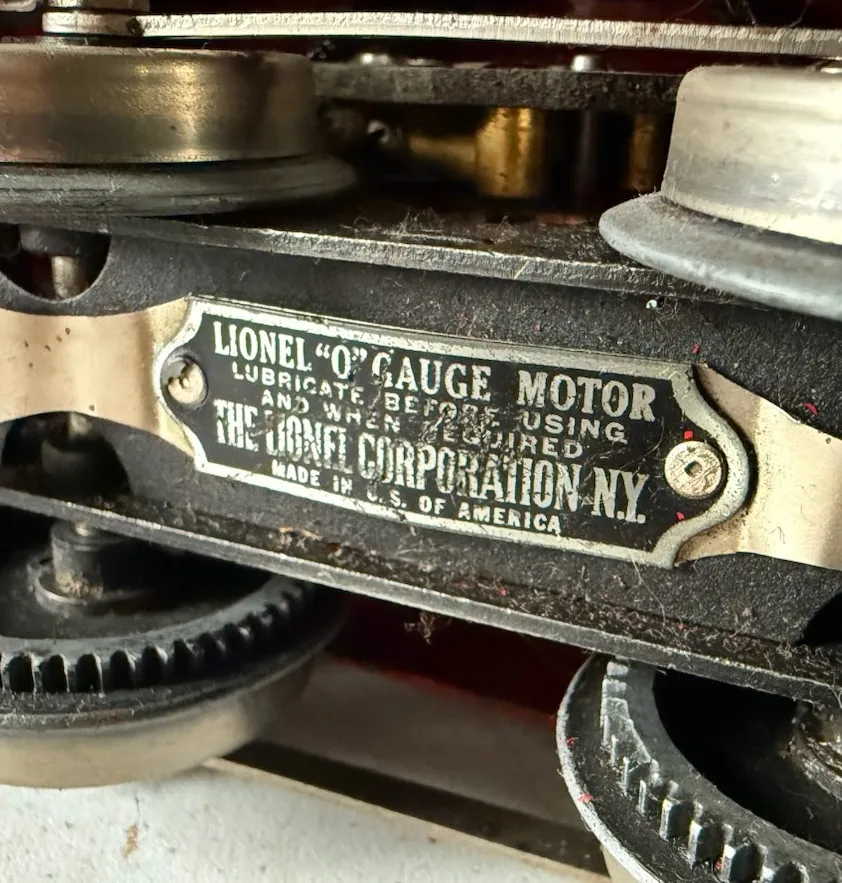 LIONEL "O" GAUGE MOTOR
LUBRICATE BEFORE USING
AND WHEN REQUIRED
THE LIONEL CORPORATION N.Y.
MADE IN U.S. OF AMERICA